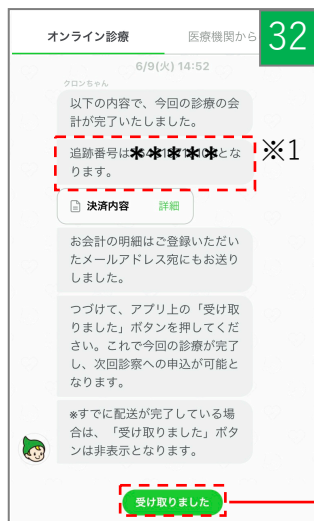 オンライン診療
医療機関から
32
6/9(火) 14:52
クロンちゃん
以下の内容で、今回の診療の会
計が完了いたしました。
追跡番号は*****とな
ります。
※1
決済内容 詳細
お会計の明細はご登録いただい
たメールアドレス宛にもお送り
しました。
つづけて、アプリ上の「受け取
りました」ボタンを押してくだ
さい。これで今回の診療が完了
し、次回診察への申込が可能と
なります。
※すでに配送が完了している場
合は、「受け取りました」ボタ
ンは非表示となります。
受け取りました